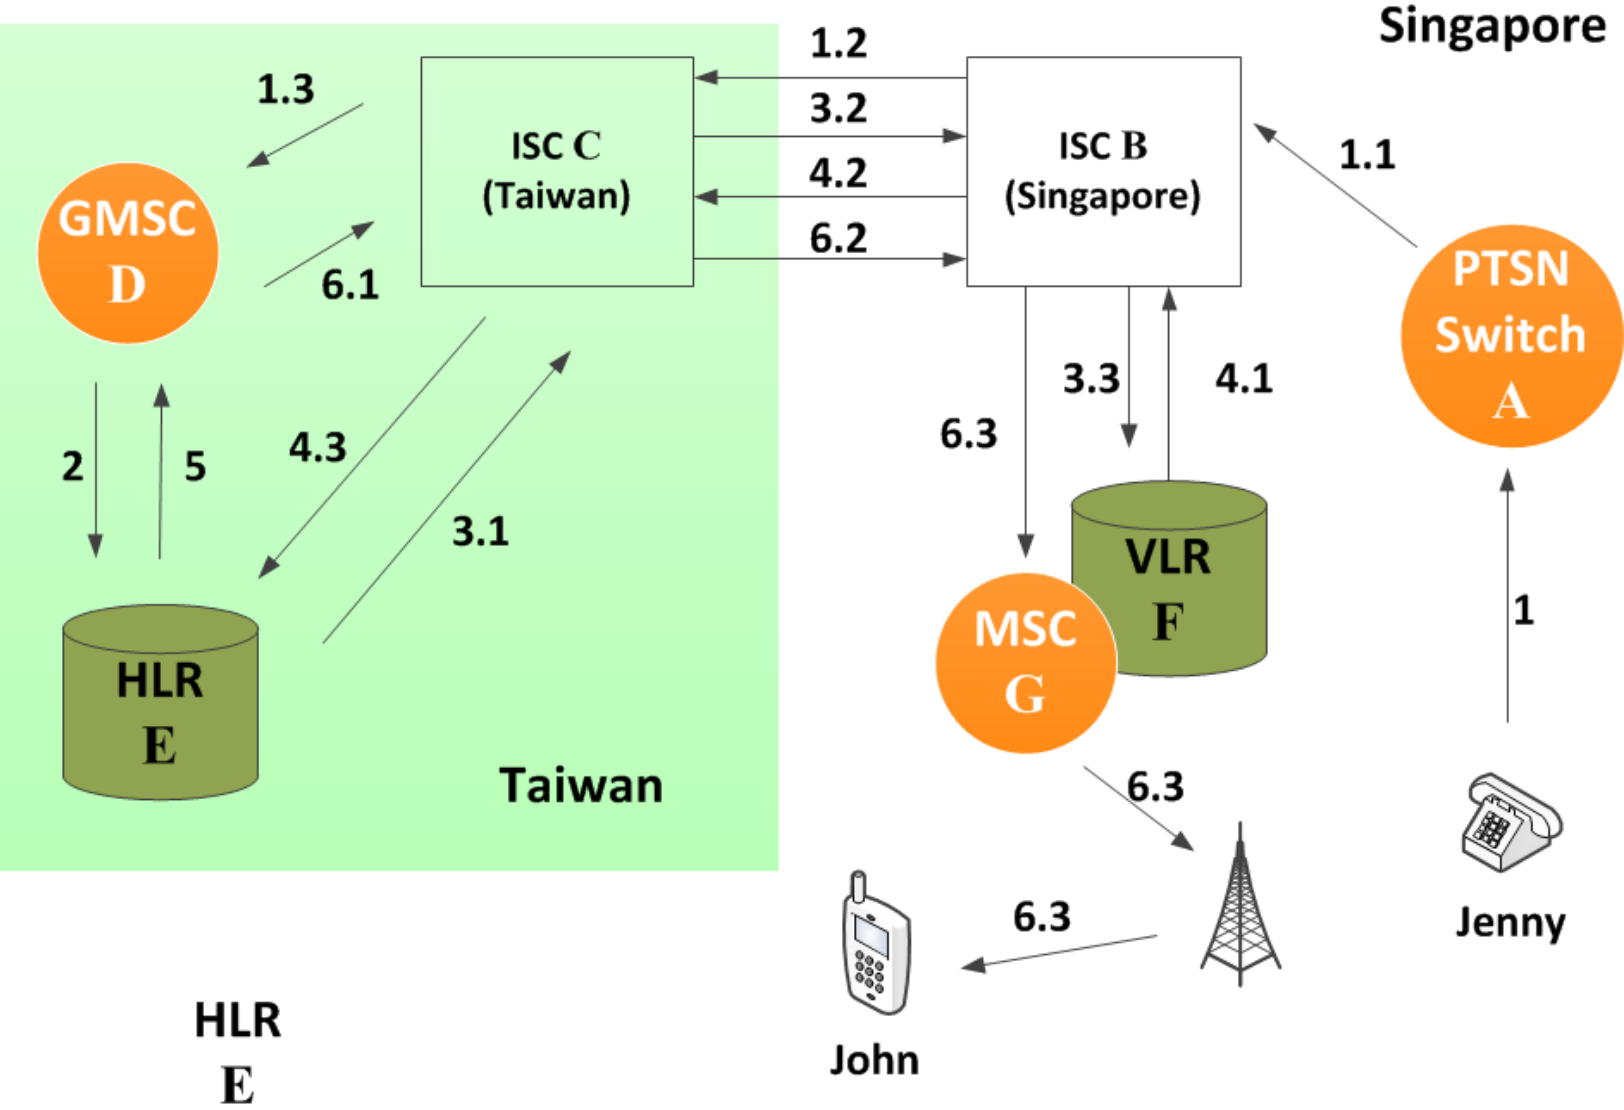 Singapore
1.2
1.3
ISC C
(Taiwan)
3.2
ISC B
(Singapore)
1.1
4.2
GMSC
D
6.2
6.1
PTSN
Switch
A
3.3
4.1
6.3
4.3
2
5
3.1
VLR
F
1
MSC
G
HLR
E
Taiwan
6.3
6.3
Jenny
John
HLR
E